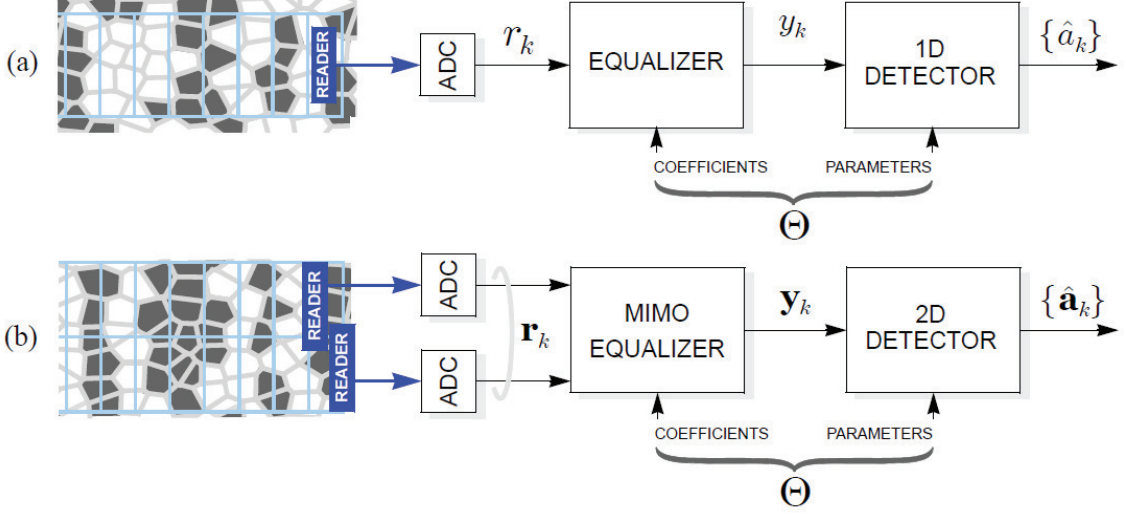 (a)
READER
ADC
r_k
EQUALIZER
y_k
1D
DETECTOR
{â_k}
COEFFICIENTS
PARAMETERS
Θ
(b)
READER
READER
ADC
ADC
𝐫_k
MIMO
EQUALIZER
𝐲_k
2D
DETECTOR
{𝐚̂_k}
COEFFICIENTS
PARAMETERS
Θ